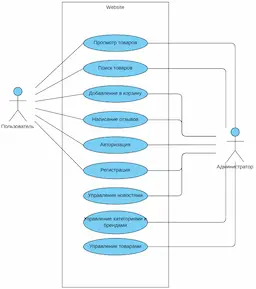 Website
Просмотр товаров
Поиск товаров
Добавление в корзину
Написание отзывов
Авторизация
Регистрация
Управление новостями
Управление категориями и
брендами
Управление товарами
Пользователь
Администратор